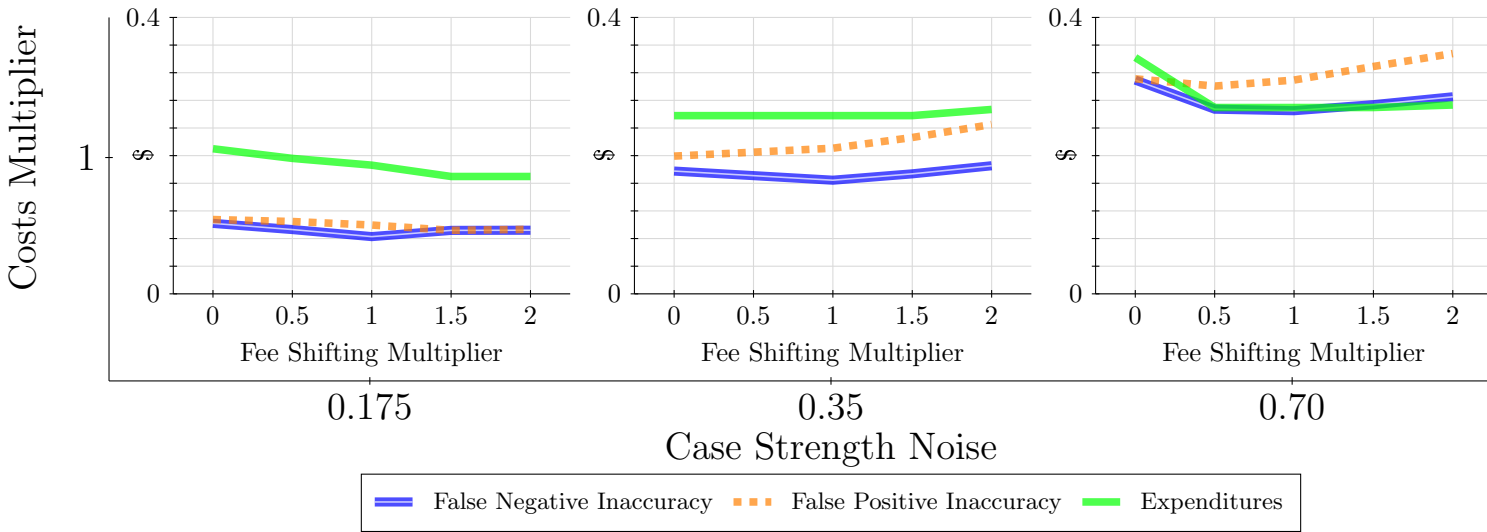 Costs Multiplier
1
0.4
$
0
0 0.5 1 1.5 2
Fee Shifting Multiplier
0.4
$
0
0 0.5 1 1.5 2
Fee Shifting Multiplier
0.4
$
0
0 0.5 1 1.5 2
Fee Shifting Multiplier
0.175 0.35 0.70
Case Strength Noise
False Negative Inaccuracy False Positive Inaccuracy Expenditures